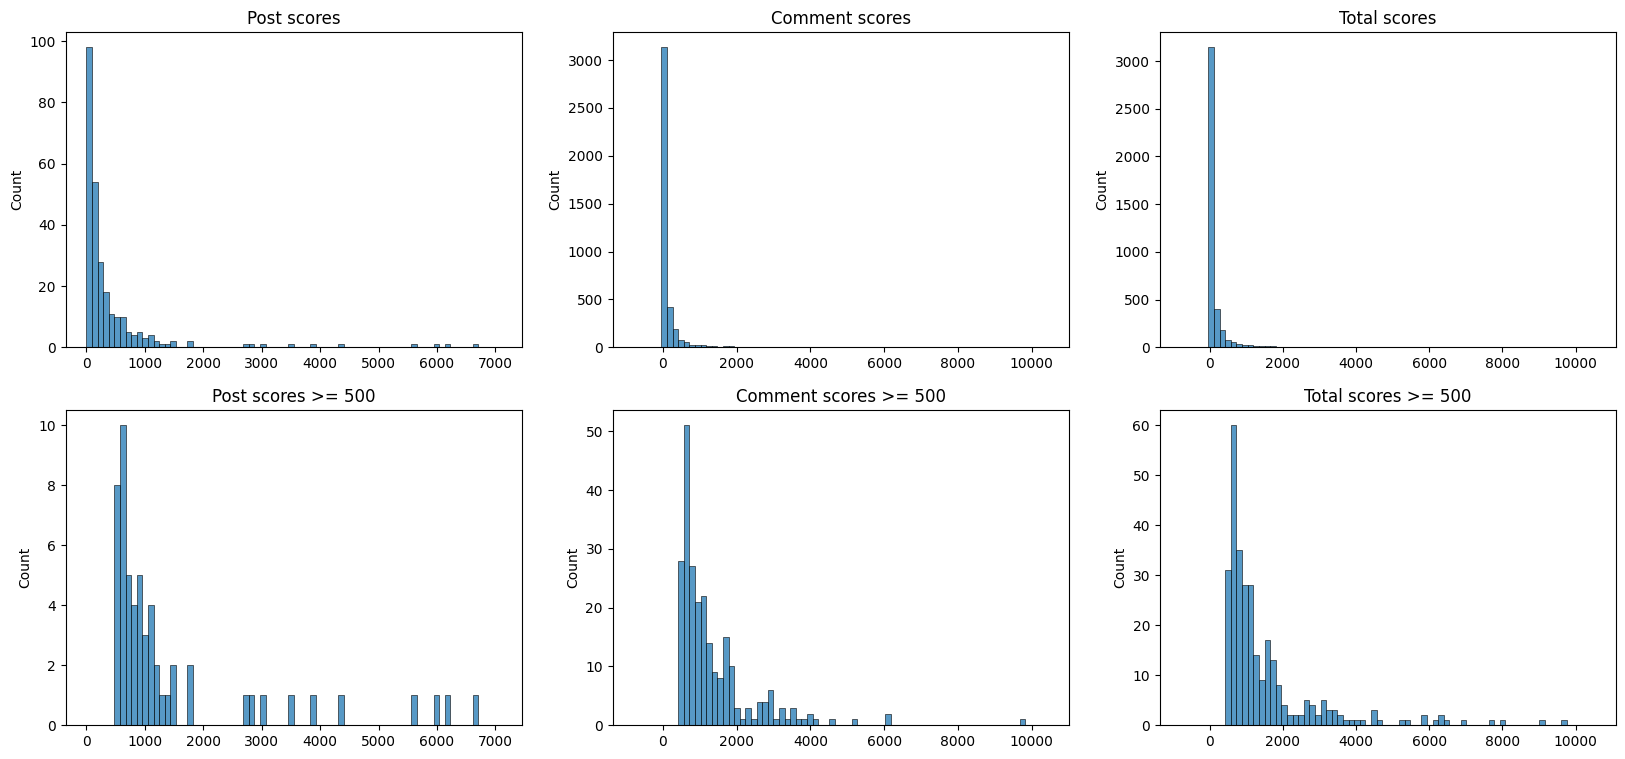 Post scores
Comment scores
Total scores
Count
100
80
60
40
20
0
0 1000 2000 3000 4000 5000 6000 7000
Count
3000
2500
2000
1500
1000
500
0
0 2000 4000 6000 8000 10000
Count
3000
2500
2000
1500
1000
500
0
0 2000 4000 6000 8000 10000
Post scores >= 500
Comment scores >= 500
Total scores >= 500
Count
10
8
6
4
2
0
0 1000 2000 3000 4000 5000 6000 7000
Count
50
40
30
20
10
0
0 2000 4000 6000 8000 10000
Count
60
50
40
30
20
10
0
0 2000 4000 6000 8000 10000